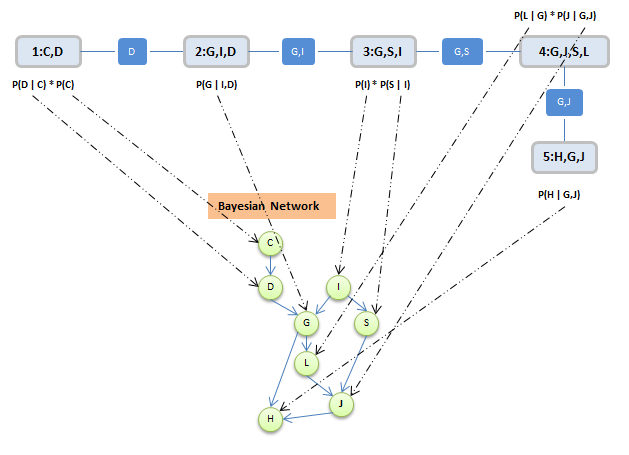 P(L | G) * P(J | G,J)
1:C,D
D
2:G,I,D
G,I
3:G,S,I
G,S
4:G,J,S,L
P(D | C) * P(C)
P(G | I,D)
P(I) * P(S | I)
G,J
5:H,G,J
P(H | G,J)
Bayesian Network
C
D
I
G
S
L
J
H